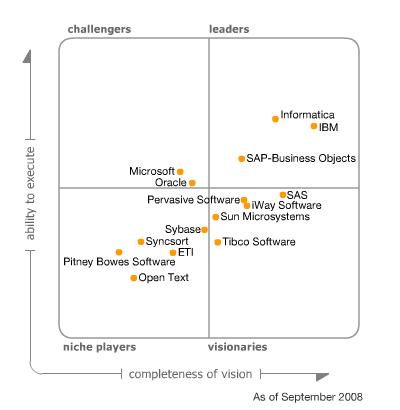 challengers
leaders
Informatica
IBM
SAP-Business Objects
Microsoft
Oracle
SAS
Pervasive Software
iWay Software
Sun Microsystems
Sybase
Syncsort
Tibco Software
ETI
Pitney Bowes Software
Open Text
ability to execute
niche players
visionaries
completeness of vision
As of September 2008